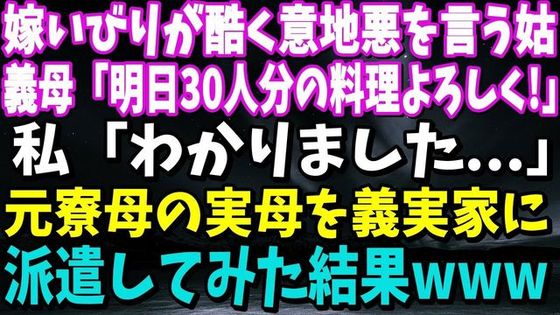 嫁いびりが酷く意地悪を言う姑
義母「明日30人分の料理よろしく!」
私「わかりました...」
元寮母の実母を義実家に
派遣してみた結果www